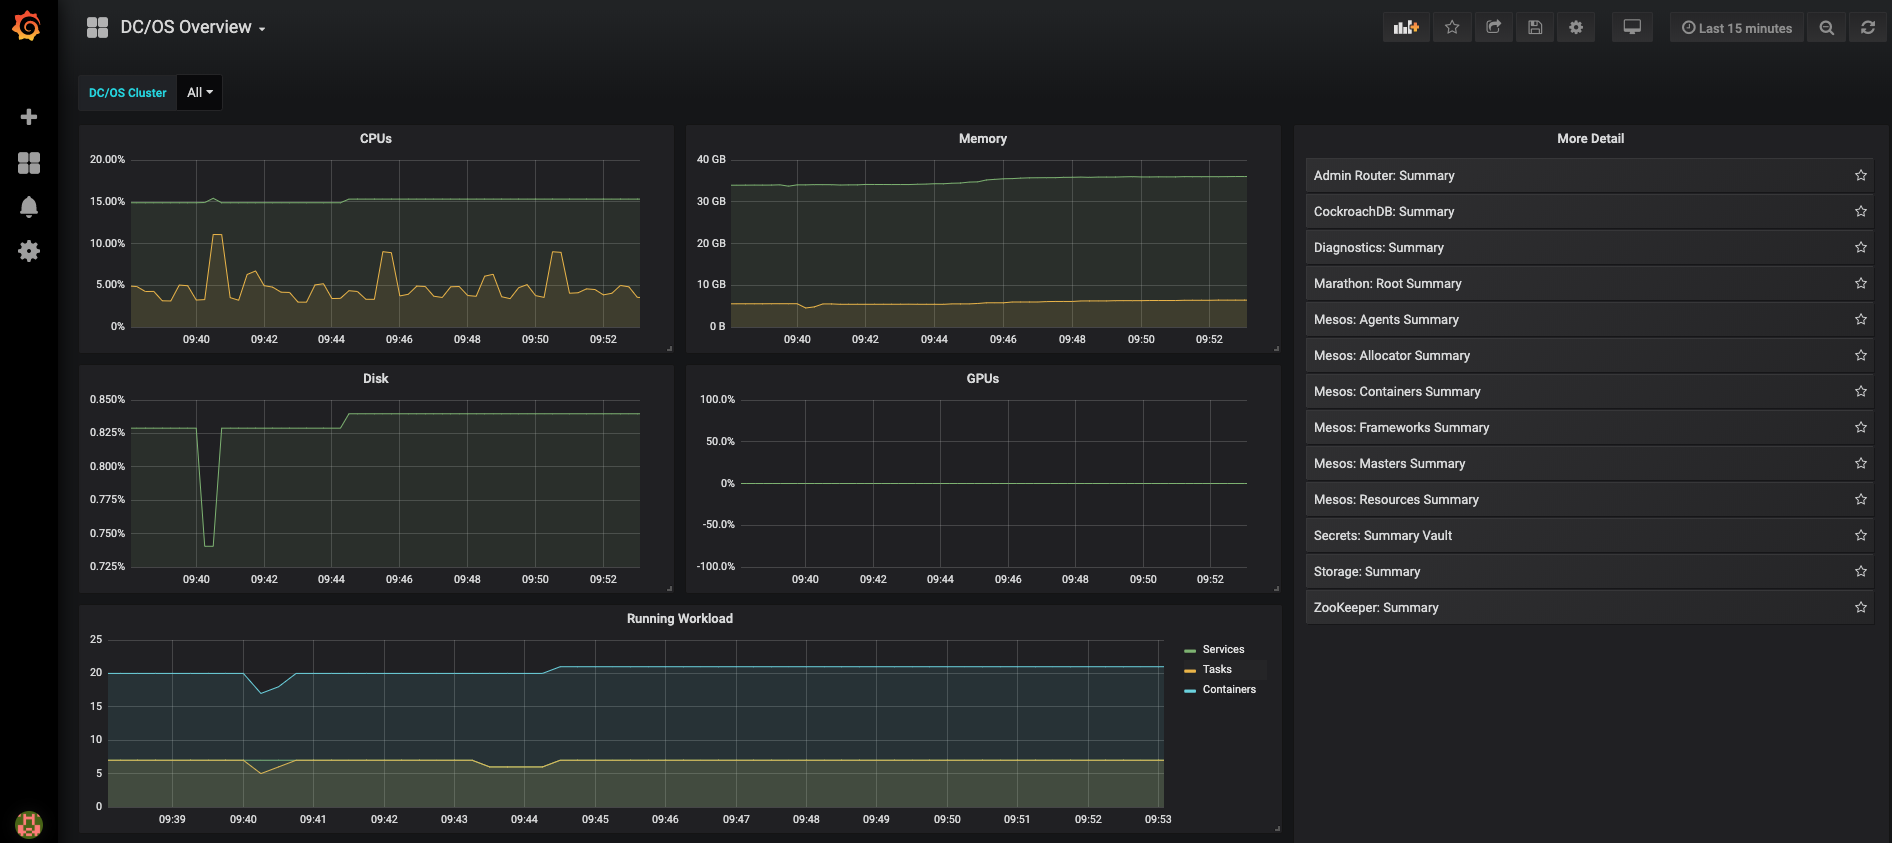 DC/OS Overview
Last 15 minutes
DC/OS Cluster All
CPUs
20.00%
15.00%
10.00%
5.00%
0%
09:40 09:42 09:44 09:46 09:48 09:50 09:52
Memory
40 GB
30 GB
20 GB
10 GB
0 B
09:40 09:42 09:44 09:46 09:48 09:50 09:52
Disk
0.850%
0.825%
0.800%
0.775%
0.750%
0.725%
09:40 09:42 09:44 09:46 09:48 09:50 09:52
GPUs
100.0%
50.0%
0%
-50.0%
-100.0%
09:40 09:42 09:44 09:46 09:48 09:50 09:52
Running Workload
25
20
15
10
5
0
09:39 09:40 09:41 09:42 09:43 09:44 09:45 09:46 09:47 09:48 09:49 09:50 09:51 09:52 09:53
Services
Tasks
Containers
More Detail
Admin Router: Summary
CockroachDB: Summary
Diagnostics: Summary
Marathon: Root Summary
Mesos: Agents Summary
Mesos: Allocator Summary
Mesos: Containers Summary
Mesos: Frameworks Summary
Mesos: Masters Summary
Mesos: Resources Summary
Secrets: Summary Vault
Storage: Summary
ZooKeeper: Summary